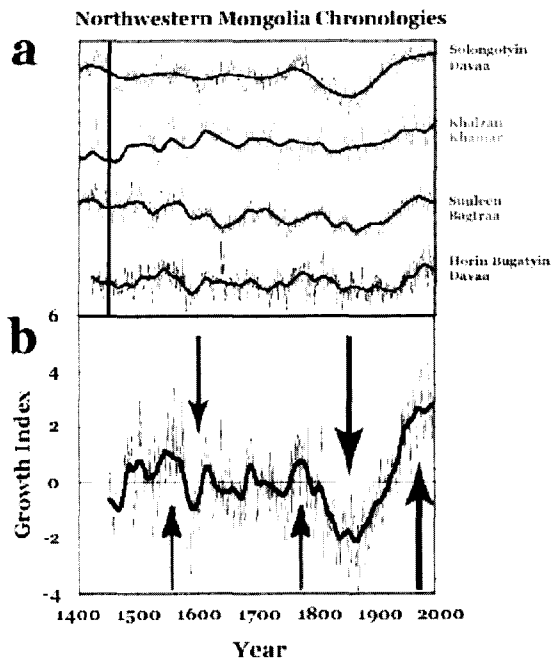 Northwestern Mongolia Chronologies
a
Solongotyin
Davaa
Khalzan
Khamar
Suuleen
Bagtraa
Horin Bugatyin
Davaa
b
6
4
2
0
-2
-4
Growth Index
1400 1500 1600 1700 1800 1900 2000
Year